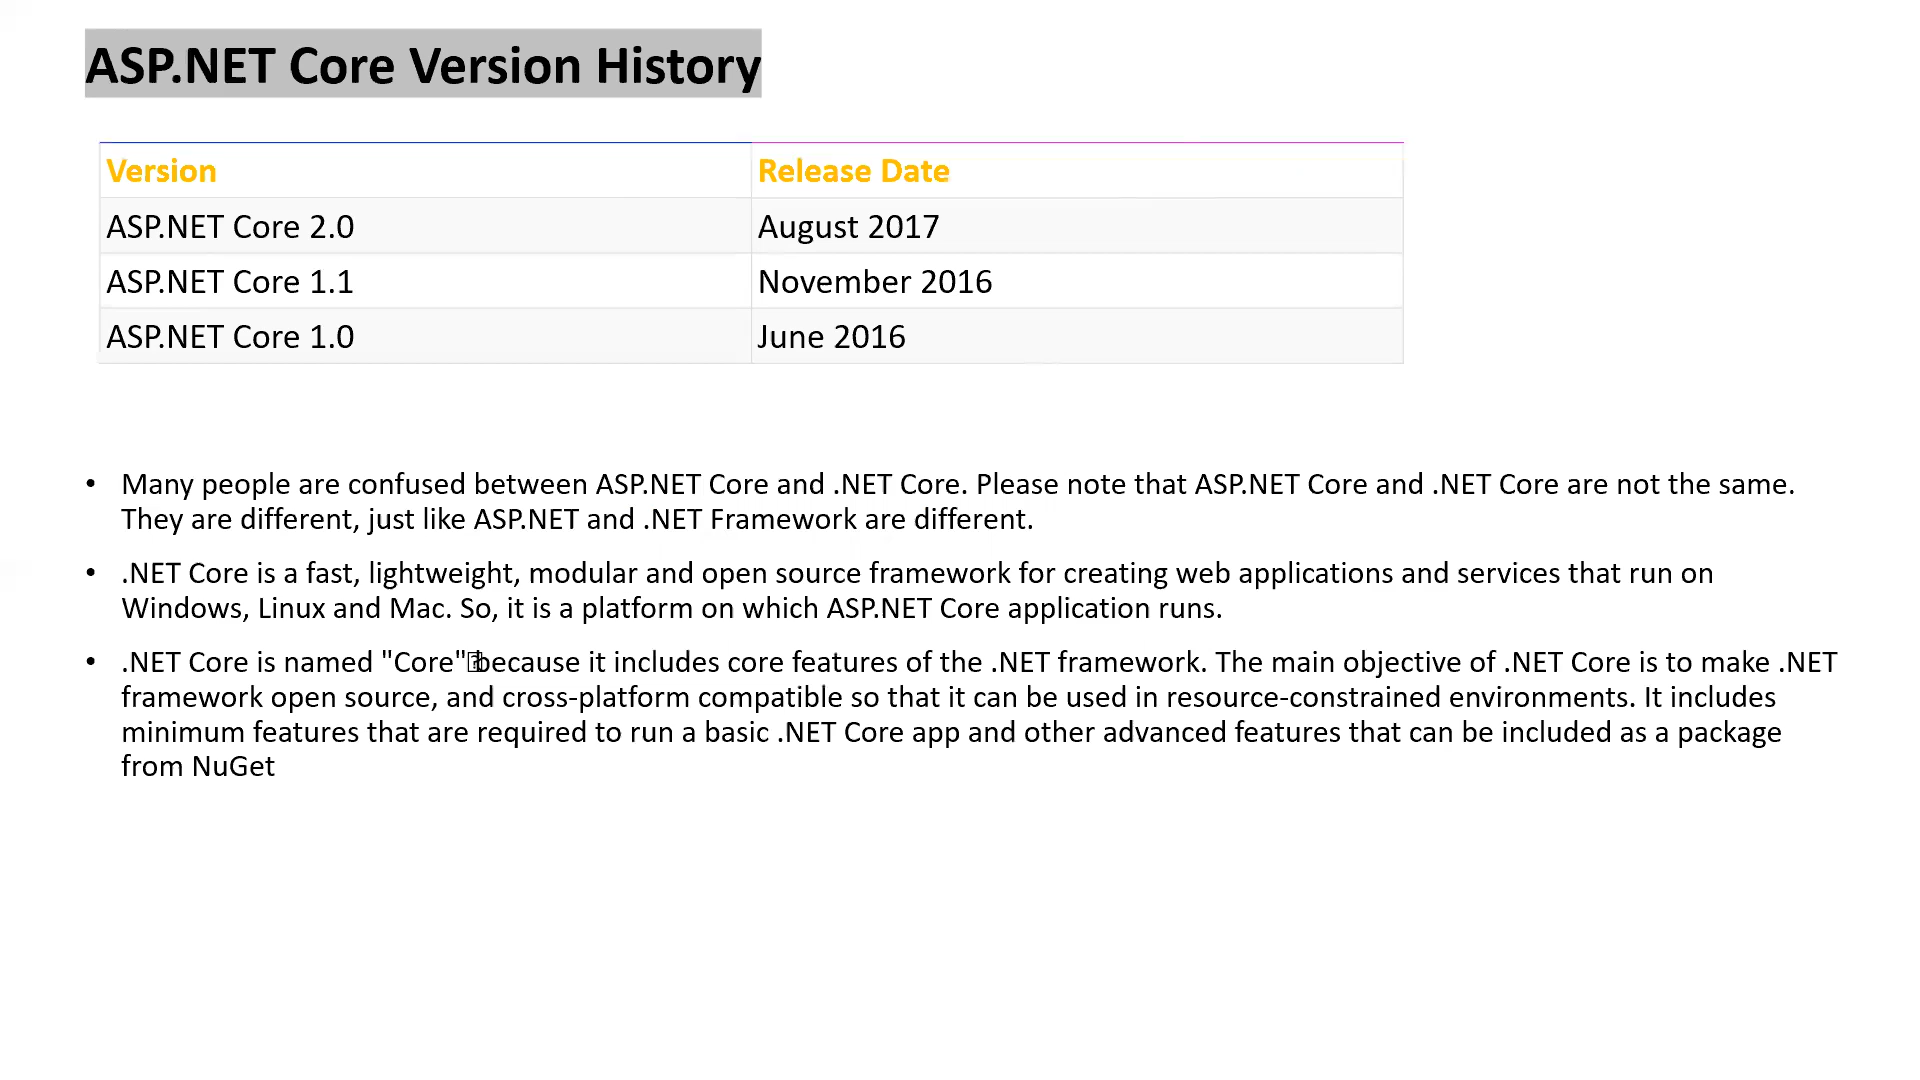 ASP.NET Core Version History
Version Release Date
ASP.NET Core 2.0 August 2017
ASP.NET Core 1.1 November 2016
ASP.NET Core 1.0 June 2016
• Many people are confused between ASP.NET Core and .NET Core. Please note that ASP.NET Core and .NET Core are not the same.
They are different, just like ASP.NET and .NET Framework are different.
• .NET Core is a fast, lightweight, modular and open source framework for creating web applications and services that run on
Windows, Linux and Mac. So, it is a platform on which ASP.NET Core application runs.
• .NET Core is named "Core" because it includes core features of the .NET framework. The main objective of .NET Core is to make .NET
framework open source, and cross-platform compatible so that it can be used in resource-constrained environments. It includes
minimum features that are required to run a basic .NET Core app and other advanced features that can be included as a package
from NuGet